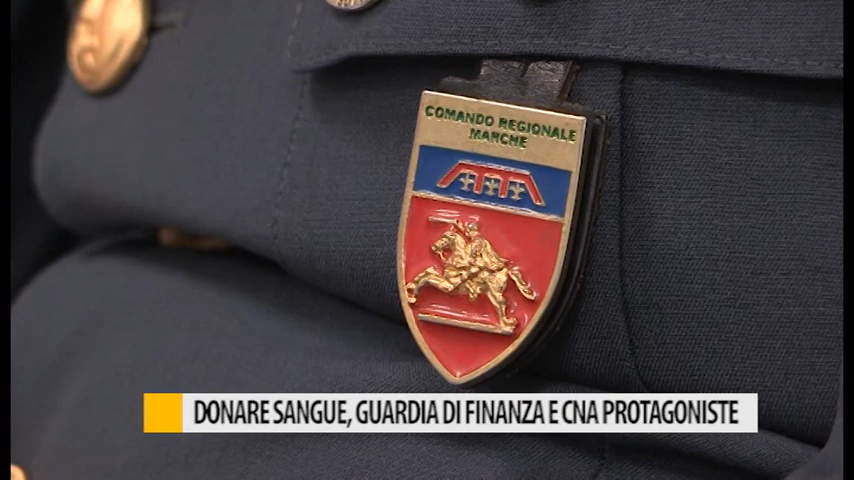 COMANDO REGIONALE
MARCHE
DONARE SANGUE, GUARDIA DI FINANZA E CNA PROTAGONISTE